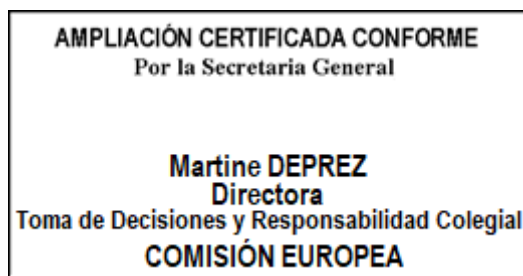 AMPLIACIÓN CERTIFICADA CONFORME
Por la Secretaria General
Martine DEPREZ
Directora
Toma de Decisiones y Responsabilidad Colegial
COMISIÓN EUROPEA